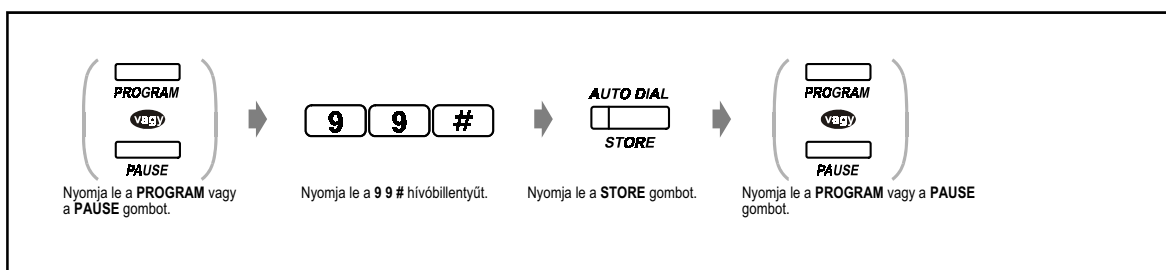 PROGRAM
vagy
PAUSE
Nyomja le a PROGRAM vagy
a PAUSE gombot.
9 9 #
Nyomja le a 9 9 # hívóbillentyűt.
AUTO DIAL
STORE
Nyomja le a STORE gombot.
PROGRAM
vagy
PAUSE
Nyomja le a PROGRAM vagy a PAUSE
gombot.